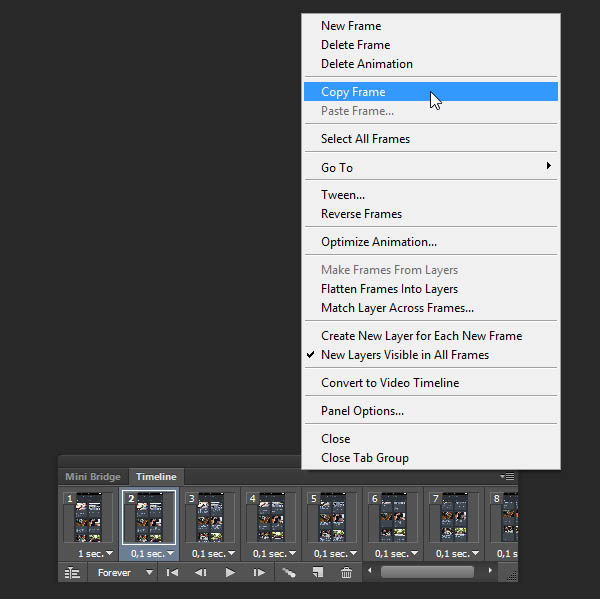 New Frame
Delete Frame
Delete Animation
Copy Frame
Paste Frame...
Select All Frames
Go To
Tween...
Reverse Frames
Optimize Animation...
Make Frames From Layers
Flatten Frames Into Layers
Match Layer Across Frames...
Create New Layer for Each New Frame
New Layers Visible in All Frames
Convert to Video Timeline
Panel Options...
Close
Close Tab Group
Mini Bridge Timeline
1 2 3 4 5 6 7 8
1 sec. 0,1 sec. 0,1 sec. 0,1 sec. 0,1 sec. 0,1 sec. 0,1 sec. 0,1 sec.
Forever